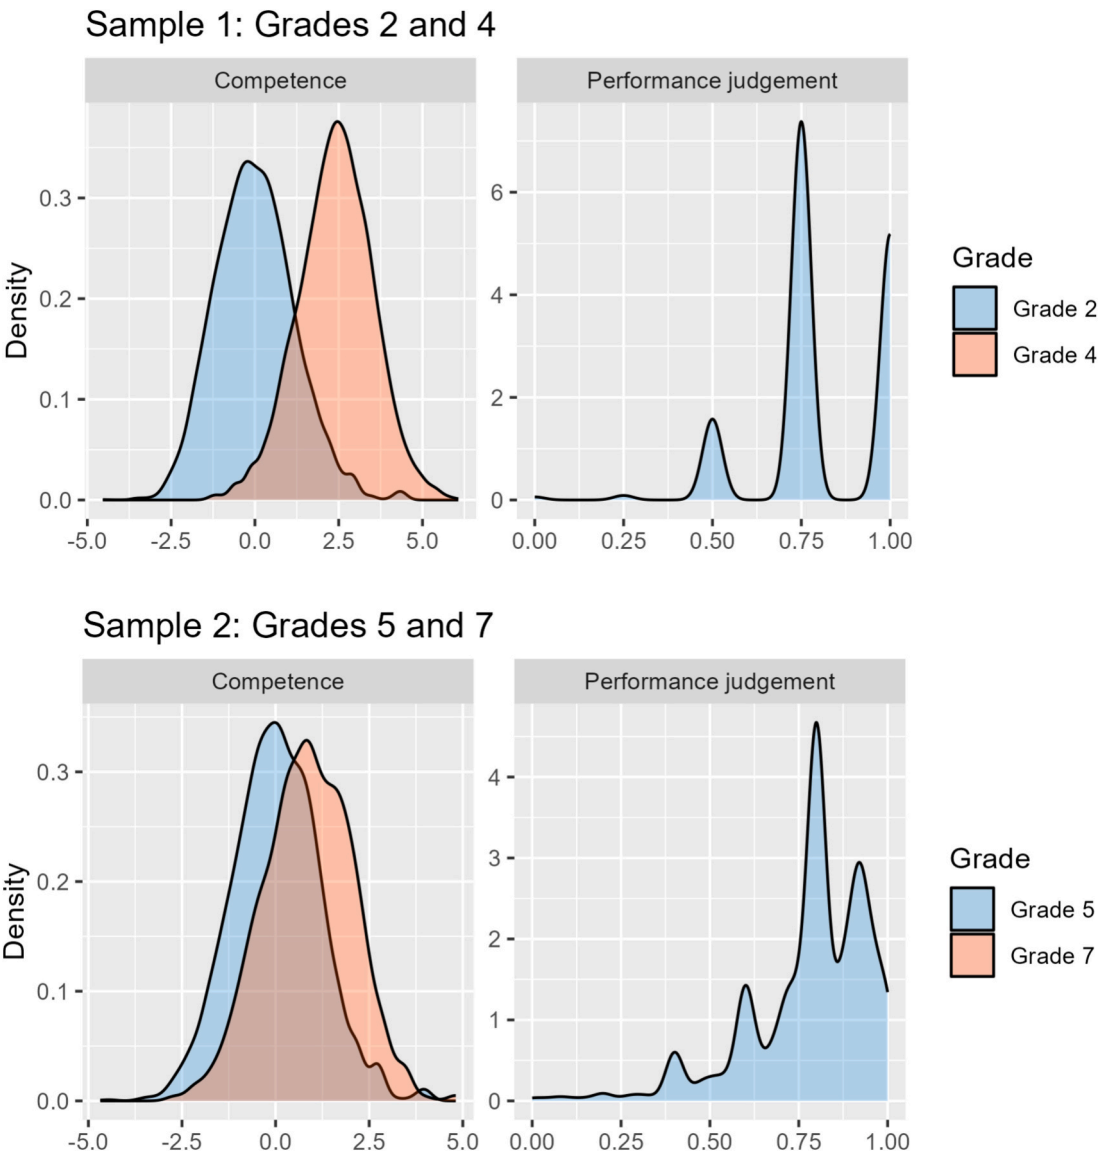 Sample 1: Grades 2 and 4
Competence
Performance judgement
Density
0.3
0.2
0.1
0.0
-5.0 -2.5 0.0 2.5 5.0
6
4
2
0
0.00 0.25 0.50 0.75 1.00
Grade
Grade 2
Grade 4
Sample 2: Grades 5 and 7
Competence
Performance judgement
Density
0.3
0.2
0.1
0.0
-5.0 -2.5 0.0 2.5 5.0
4
3
2
1
0
0.00 0.25 0.50 0.75 1.00
Grade
Grade 5
Grade 7